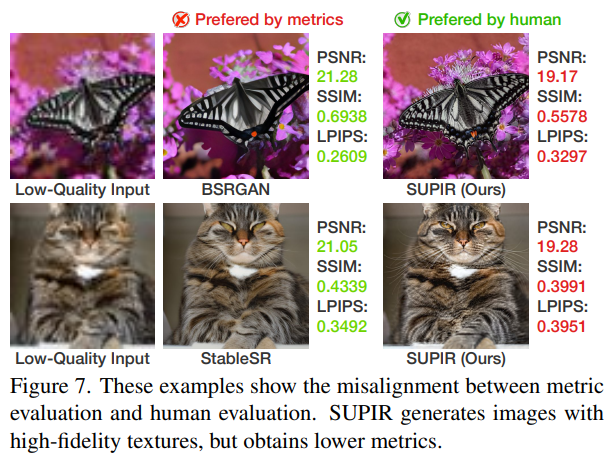 Prefered by metrics
Prefered by human
PSNR:
21.28
SSIM:
0.6938
LPIPS:
0.2609
PSNR:
19.17
SSIM:
0.5578
LPIPS:
0.3297
Low-Quality Input
BSRGAN
SUPIR (Ours)
PSNR:
21.05
SSIM:
0.4339
LPIPS:
0.3492
PSNR:
19.28
SSIM:
0.3991
LPIPS:
0.3951
Low-Quality Input
StableSR
SUPIR (Ours)
Figure 7. These examples show the misalignment between metric
evaluation and human evaluation. SUPIR generates images with
high-fidelity textures, but obtains lower metrics.